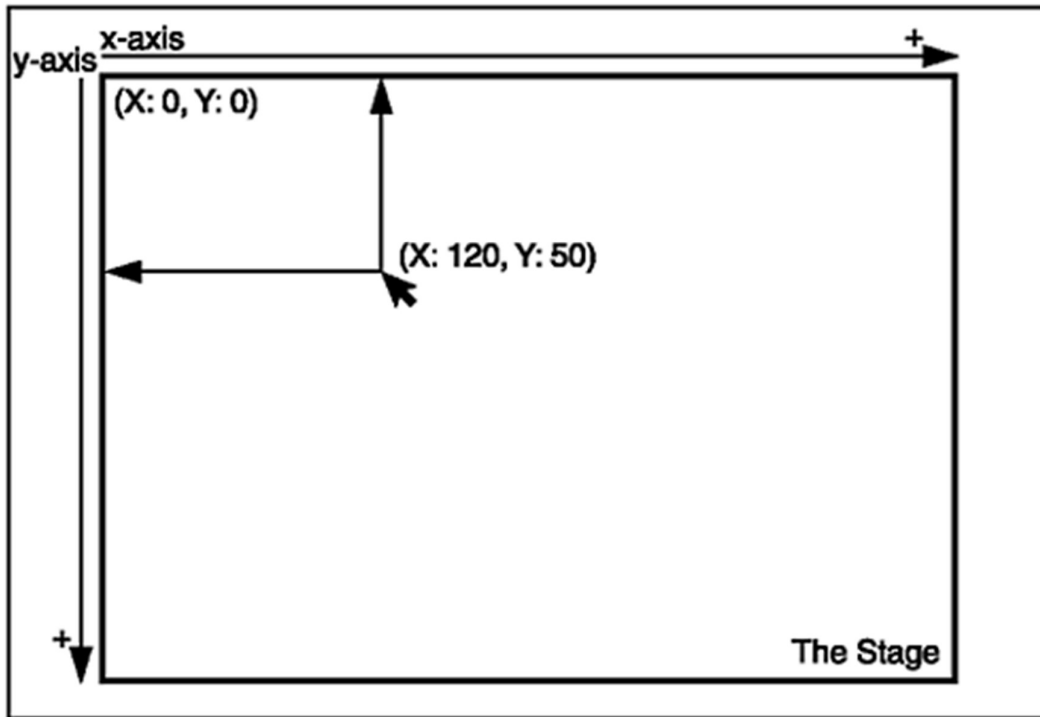 x-axis
+
y-axis
(X: 0, Y: 0)
(X: 120, Y: 50)
+
The Stage